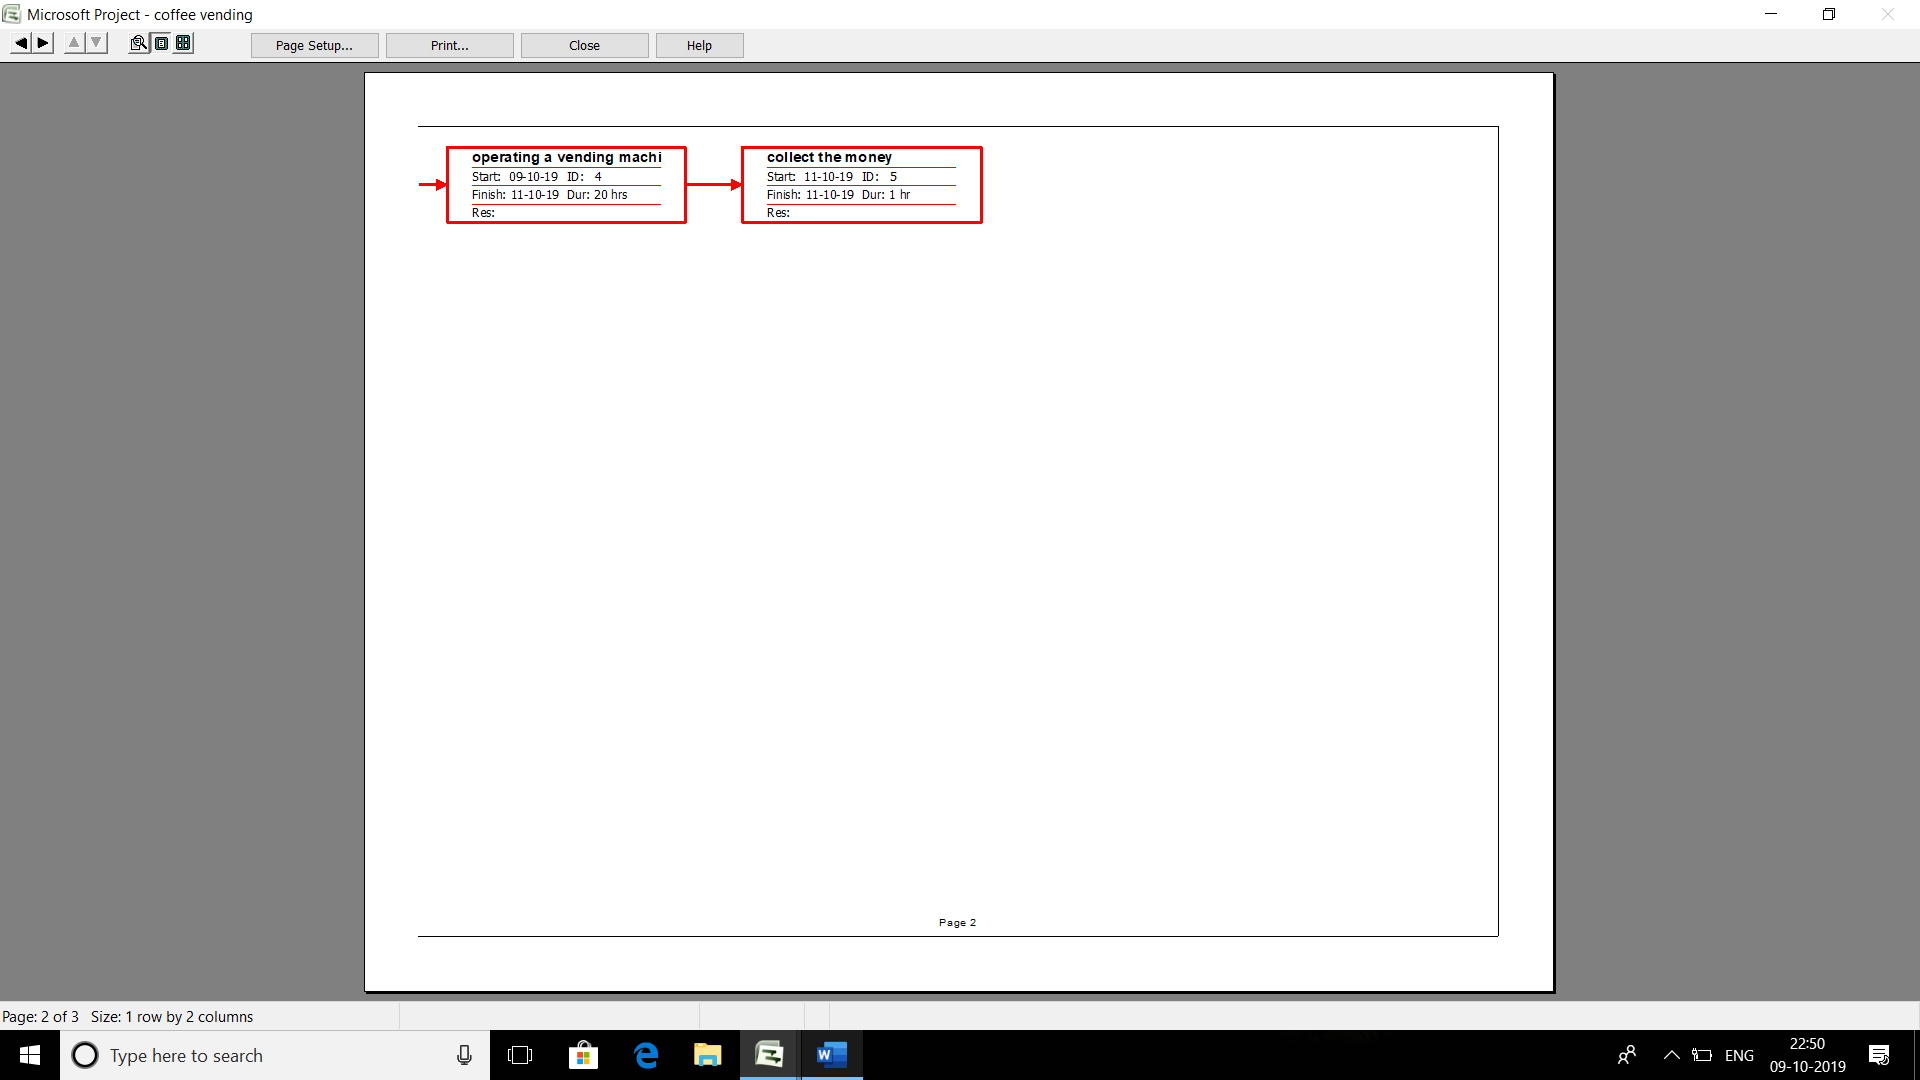 Microsoft Project - coffee vending
Page Setup... Print... Close Help
operating a vending machi
Start: 09-10-19 ID: 4
Finish: 11-10-19 Dur: 20 hrs
Res:
collect the money
Start: 11-10-19 ID: 5
Finish: 11-10-19 Dur: 1 hr
Res:
Page 2
Page: 2 of 3 Size: 1 row by 2 columns
Type here to search
ENG
22:50
09-10-2019